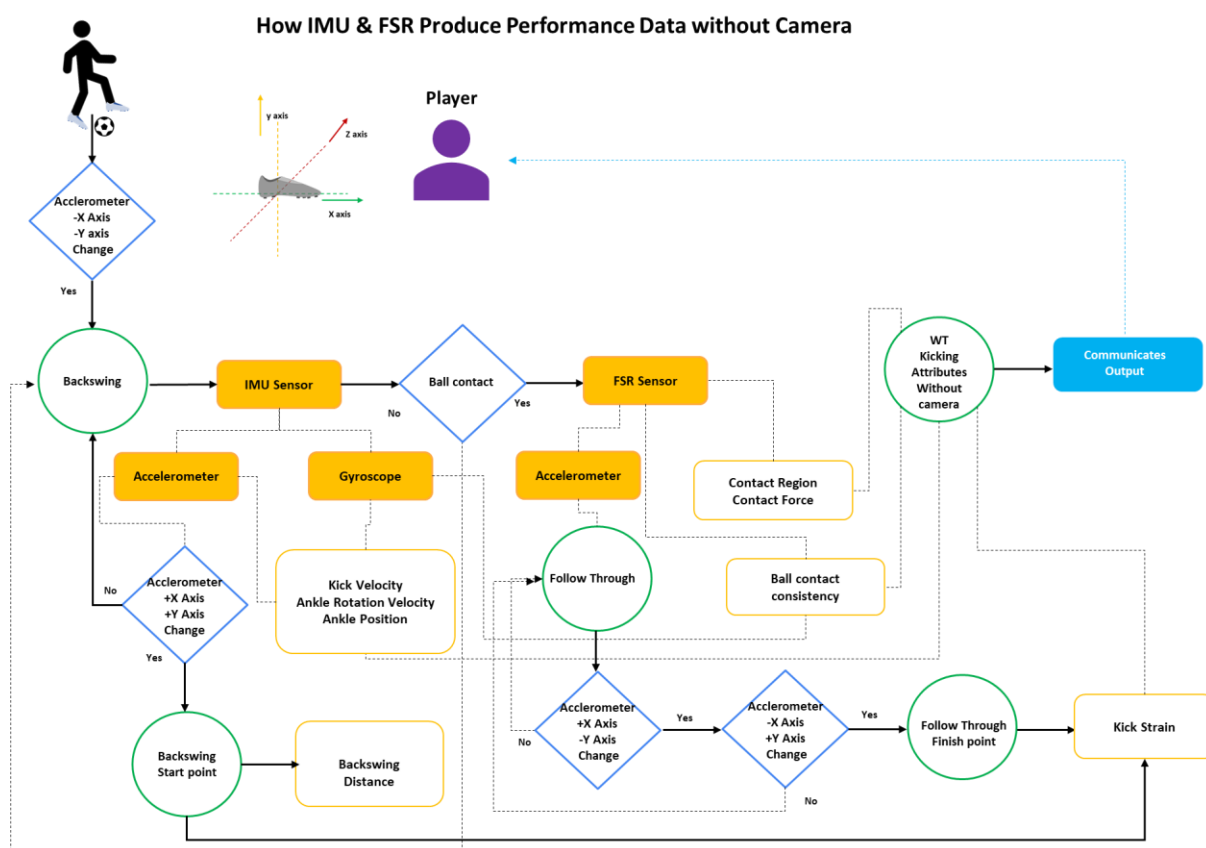 How IMU & FSR Produce Performance Data without Camera
Player
y axis
Z axis
X axis
Acclerometer
-X Axis
-Y axis
Change
Yes
Backswing
IMU Sensor
Ball contact
No
Yes
FSR Sensor
WT
Kicking
Attributes
Without
camera
Communicates
Output
Accelerometer
Gyroscope
Accelerometer
Contact Region
Contact Force
No
Acclerometer
+X Axis
+Y Axis
Change
Kick Velocity
Ankle Rotation Velocity
Ankle Position
Follow Through
Ball contact
consistency
Yes
Backswing
Start point
Backswing
Distance
Acclerometer
+X Axis
-Y Axis
Change
No
Yes
Acclerometer
-X Axis
+Y Axis
Change
Yes
No
Follow Through
Finish point
Kick Strain